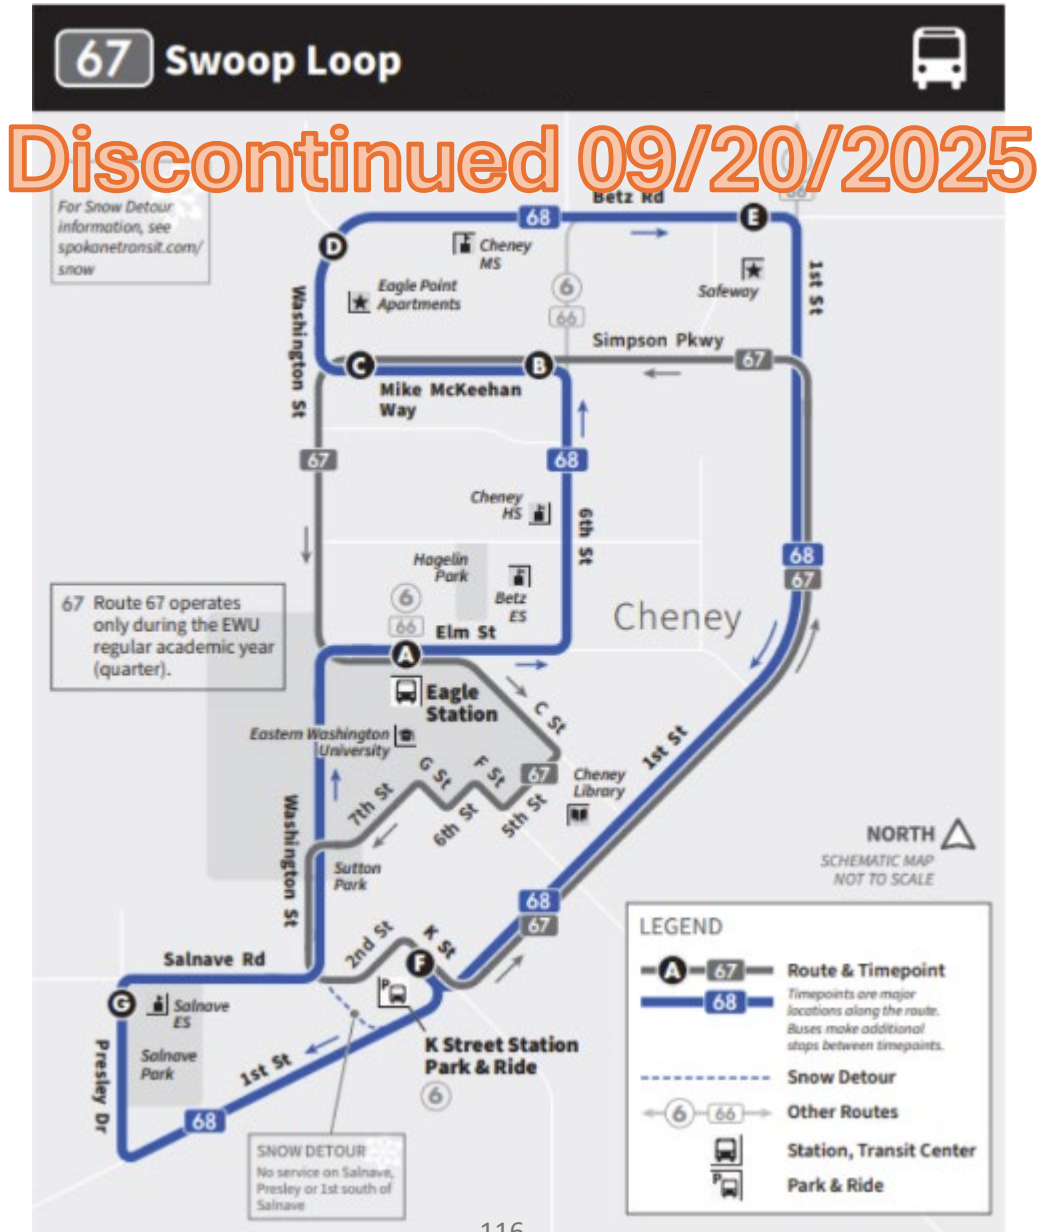 67 Swoop Loop
Discontinued 09/20/2025
For Snow Detour
information, see
spokanetransit.com/
snow
66
Betz Rd
68
E
D
Cheney
MS
Eagle Point
Apartments
Safeway
1st St
Washington St
6
66
Simpson Pkwy
67
C
B
Mike McKeehan
Way
67
68
Cheney
HS
6th St
Hagelin
Park
Betz
ES
68
67
67 Route 67 operates
only during the EWU
regular academic year
(quarter).
6
66
Elm St
Cheney
A
Eagle
Station
C St
Eastern Washington
University
1st St
G St
F St
67
Cheney
Library
7th St
6th St
5th St
Washington St
Sutton
Park
NORTH
SCHEMATIC MAP
NOT TO SCALE
68
67
2nd St
K St
Salnave Rd
F
P
G
Salnave
ES
Salnave
Park
Presley Dr
1st St
K Street Station
Park & Ride
6
68
SNOW DETOUR
No service on Salnave,
Presley or 1st south of
Salnave
LEGEND
A 67 Route & Timepoint
68 Timepoints are major
locations along the route.
Buses make additional
stops between timepoints.
Snow Detour
6 66 Other Routes
Station, Transit Center
P Park & Ride
116